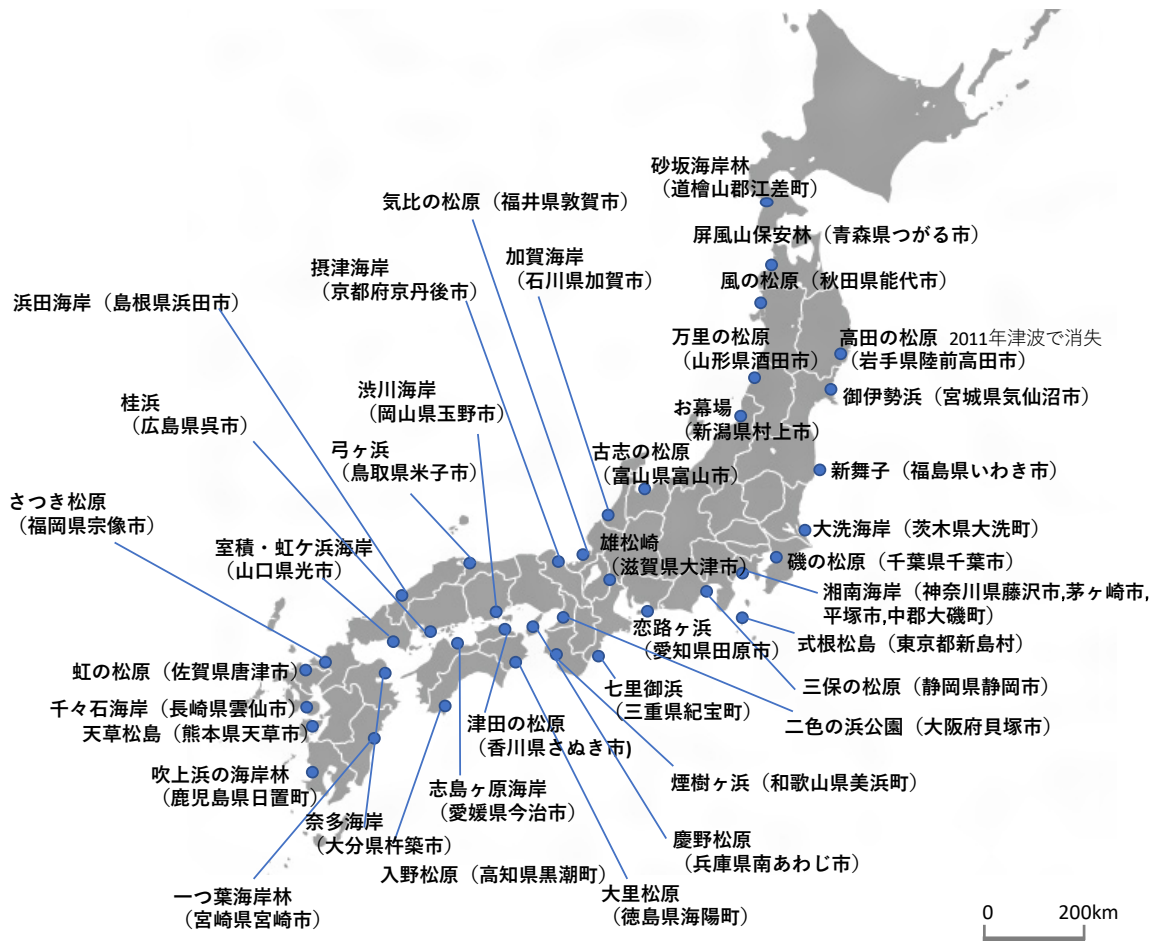 砂坂海岸林
（道檜山郡江差町）
気比の松原（福井県敦賀市）
屏風山保安林（青森県つがる市）
加賀海岸
（石川県加賀市）
摂津海岸
（京都府京丹後市）
風の松原（秋田県能代市）
浜田海岸（島根県浜田市）
万里の松原
（山形県酒田市）
高田の松原 2011年津波で消失
（岩手県陸前高田市）
渋川海岸
（岡山県玉野市）
御伊勢浜（宮城県気仙沼市）
桂浜
（広島県呉市）
お幕場
（新潟県村上市）
弓ヶ浜
（鳥取県米子市）
古志の松原
（富山県富山市）
新舞子（福島県いわき市）
さつき松原
（福岡県宗像市）
大洗海岸（茨木県大洗町）
室積・虹ケ浜海岸
（山口県光市）
雄松崎
（滋賀県大津市）
磯の松原（千葉県千葉市）
湘南海岸（神奈川県藤沢市,茅ヶ崎市,
平塚市,中郡大磯町）
恋路ヶ浜
（愛知県田原市）
式根松島（東京都新島村）
虹の松原（佐賀県唐津市）
七里御浜
（三重県紀宝町）
三保の松原（静岡県静岡市）
千々石海岸（長崎県雲仙市）
天草松島（熊本県天草市）
津田の松原
（香川県さぬき市)
二色の浜公園（大阪府貝塚市）
吹上浜の海岸林
（鹿児島県日置町）
志島ヶ原海岸
（愛媛県今治市）
煙樹ヶ浜（和歌山県美浜町）
奈多海岸
（大分県杵築市）
慶野松原
（兵庫県南あわじ市）
入野松原（高知県黒潮町）
一つ葉海岸林
（宮崎県宮崎市）
大里松原
（徳島県海陽町）
0 200km